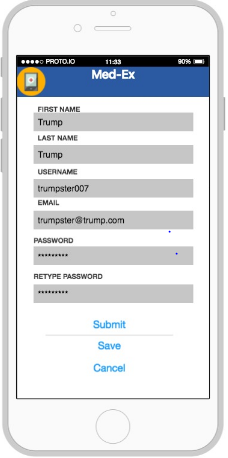 ●●●●○ PROTO.IO 11:33 90%
Med-Ex
FIRST NAME
Trump
LAST NAME
Trump
USERNAME
trumpster007
EMAIL
trumpster@trump.com
PASSWORD
*********
RETYPE PASSWORD
*********
Submit
Save
Cancel